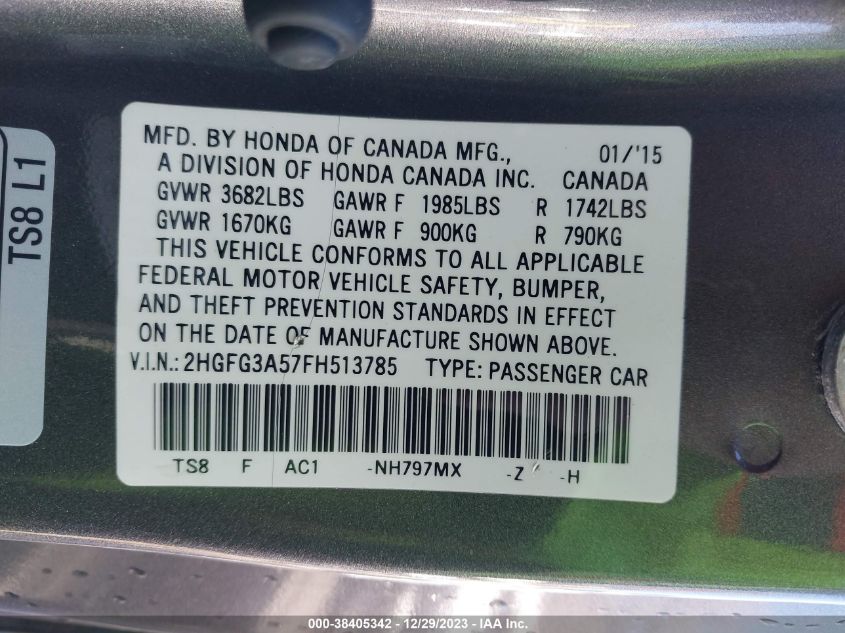 TS8 L1
MFD. BY HONDA OF CANADA MFG., 01/'15
A DIVISION OF HONDA CANADA INC. CANADA
GVWR 3682LBS GAWR F 1985LBS R 1742LBS
GVWR 1670KG GAWR F 900KG R 790KG
THIS VEHICLE CONFORMS TO ALL APPLICABLE
FEDERAL MOTOR VEHICLE SAFETY, BUMPER,
AND THEFT PREVENTION STANDARDS IN EFFECT
ON THE DATE OF MANUFACTURE SHOWN ABOVE.
V.I.N.: 2HGFG3A57FH513785 TYPE: PASSENGER CAR
TS8 F AC1 -NH797MX -Z -H
000-38405342 - 12/29/2023 - IAA Inc.